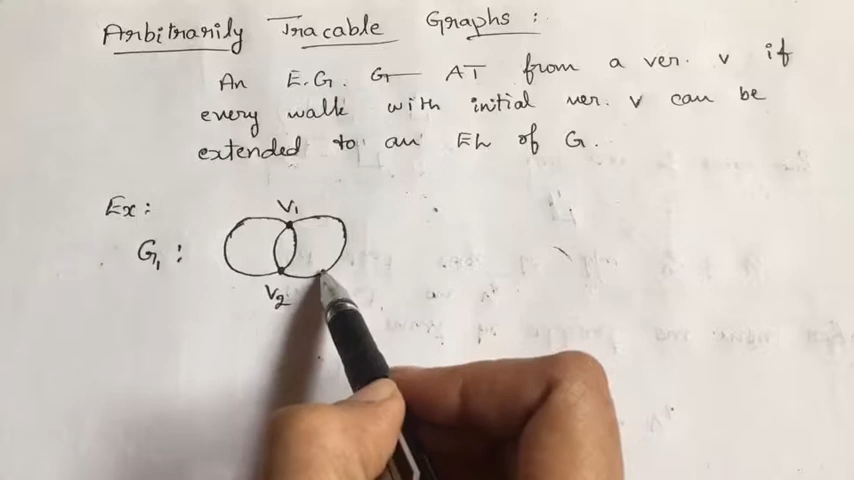 Arbitrarily Tracable Graphs :
An E.G. G AT from a ver. v if
every walk with initial ver. v can be
extended to an EL of G.
Ex:
V1
G1 :
V2